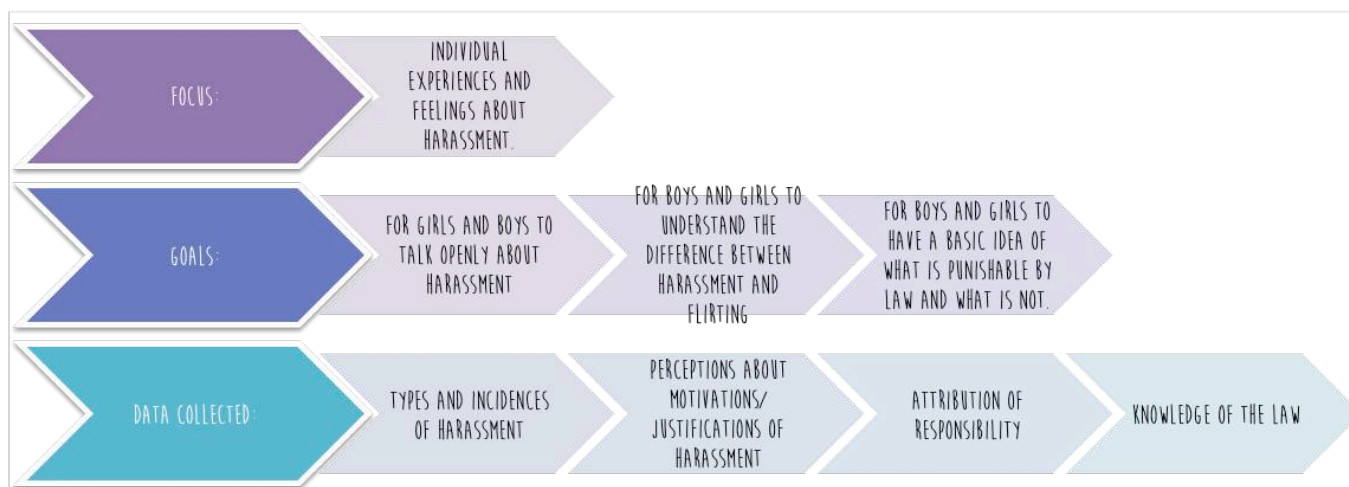 FOCUS:
INDIVIDUAL
EXPERIENCES AND
FEELINGS ABOUT
HARASSMENT.
GOALS:
FOR GIRLS AND BOYS TO
TALK OPENLY ABOUT
HARASSMENT
FOR BOYS AND GIRLS TO
UNDERSTAND THE
DIFFERENCE BETWEEN
HARASSMENT AND
FLIRTING
FOR BOYS AND GIRLS TO
HAVE A BASIC IDEA OF
WHAT IS PUNISHABLE BY
LAW AND WHAT IS NOT.
DATA COLLECTED:
TYPES AND INCIDENCES
OF HARASSMENT
PERCEPTIONS ABOUT
MOTIVATIONS/
JUSTIFICATIONS OF
HARASSMENT
ATTRIBUTION OF
RESPONSIBILITY
KNOWLEDGE OF THE LAW